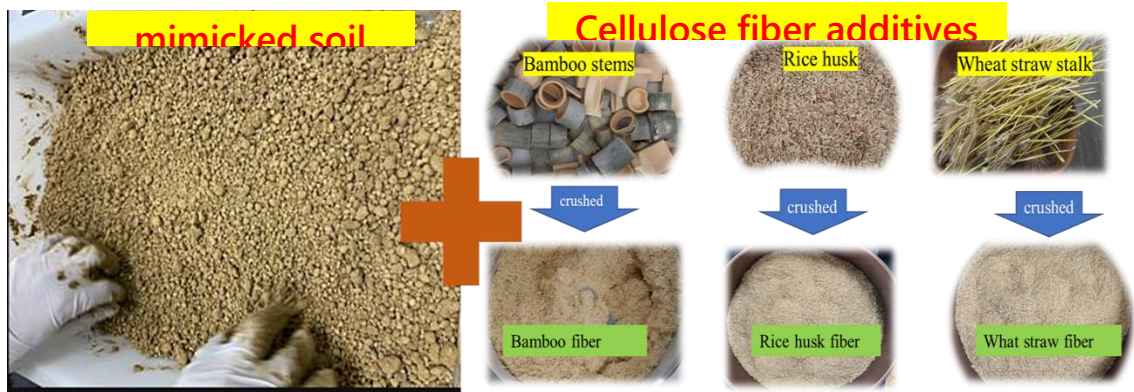 mimicked soil
Cellulose fiber additives
Bamboo stems
Rice husk
Wheat straw stalk
crushed
crushed
crushed
Bamboo fiber
Rice husk fiber
What straw fiber